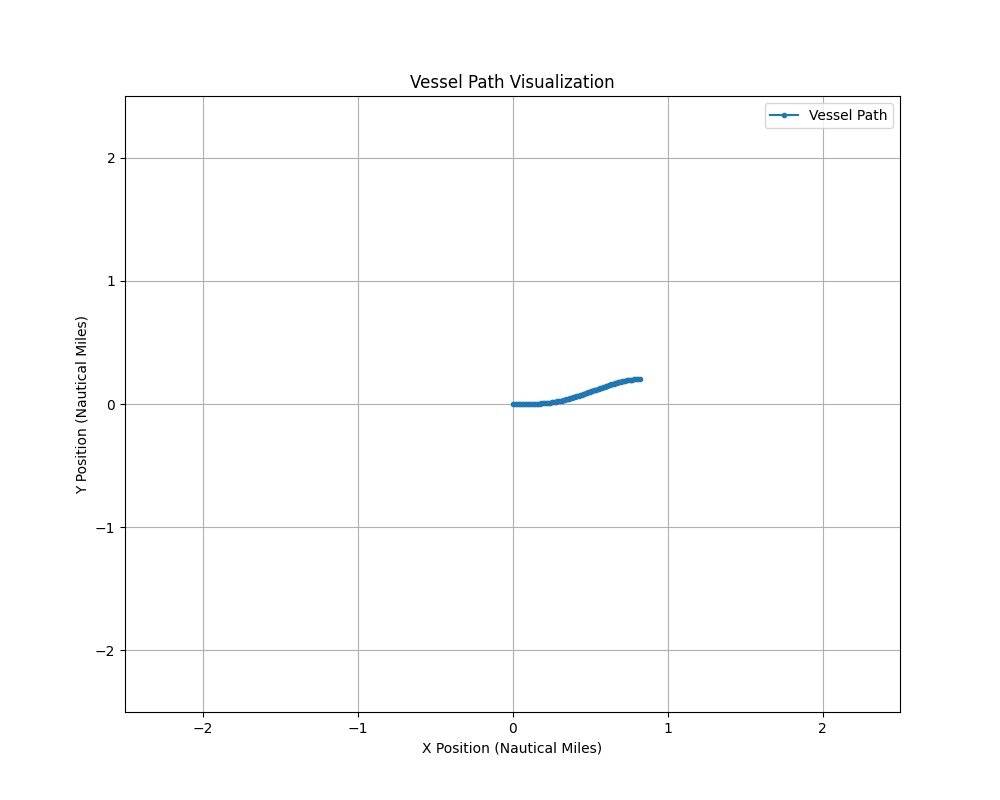 Vessel Path Visualization
Vessel Path
2
1
0
−1
−2
Y Position (Nautical Miles)
−2
−1
0
1
2
X Position (Nautical Miles)